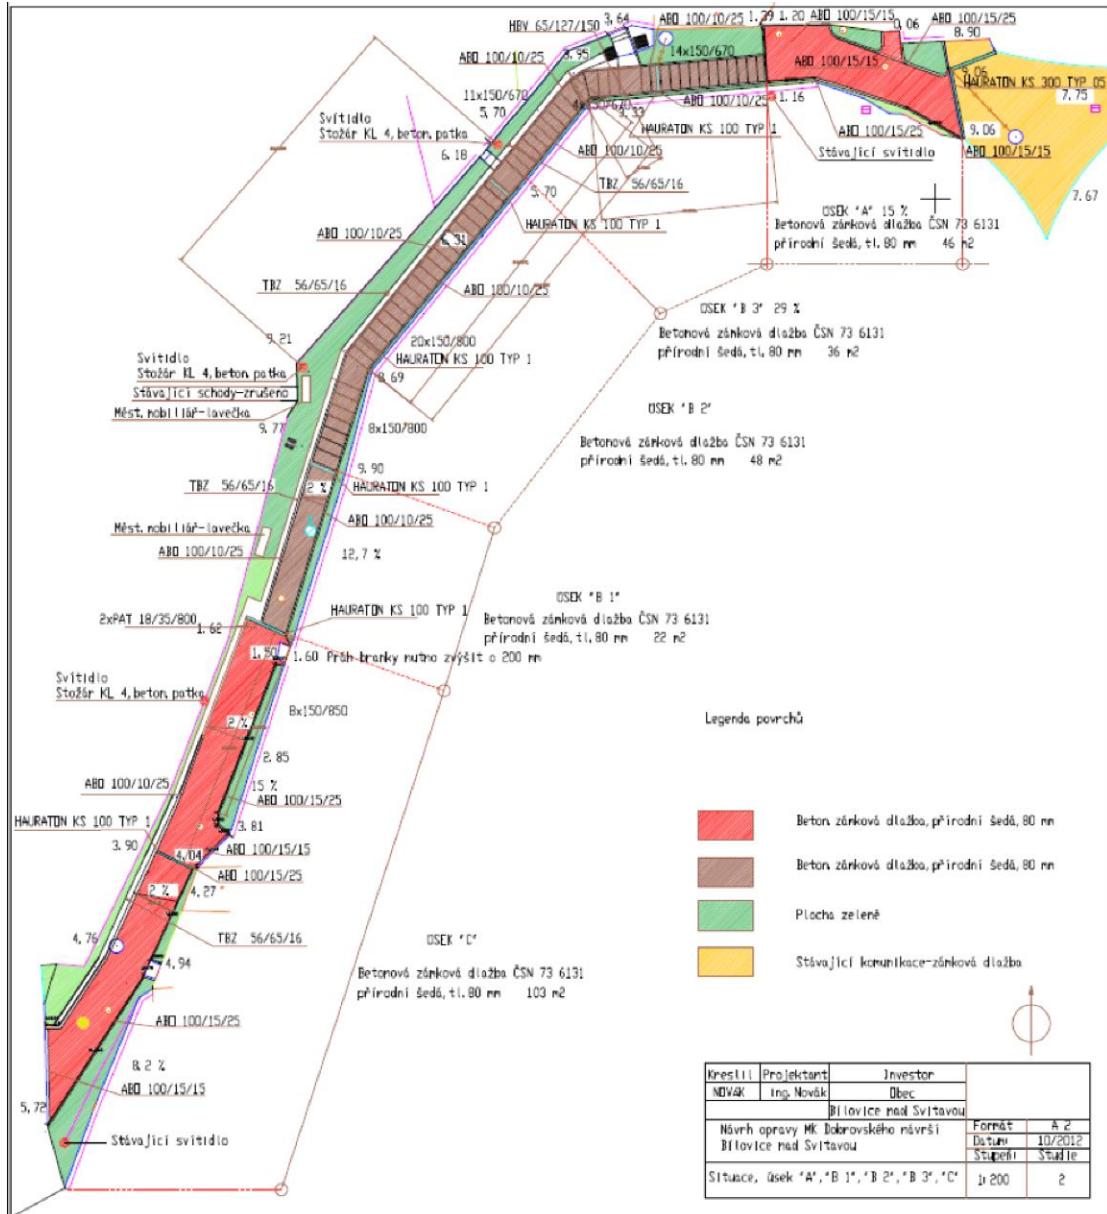 HBV 65/127/150
3,64
ABO 100/10/25
1.39
1.20
ABO 100/15/15
0.06
ABO 100/15/25
8.90
ABO 100/10/25
3.95
14x150/670
ABO 100/15/15
9.06
HAURATON KS 300 TYP 05
7.75
11x150/670
5.70
4x150/670
3.33
ABO 100/10/25
1.16
Svítidlo
Stožár KL 4, beton. patka
HAURATON KS 100 TYP 1
ABO 100/15/25
9.06
ABO 100/15/15
6.18
ABO 100/10/25
Stávající svítidlo
TBZ 56/65/16
5.70
7.67
HAURATON KS 100 TYP 1
ÚSEK "A" 15 %
Betonová zámková dlažba ČSN 73 6131
přírodní šedá, tl. 80 mm 46 m2
ABO 100/10/25
6.31
ABO 100/10/25
TBZ 56/65/16
ÚSEK "B 3" 29 %
Betonová zámková dlažba ČSN 73 6131
přírodní šedá, tl. 80 mm 36 m2
9.21
20x150/800
HAURATON KS 100 TYP 1
Svítidlo
Stožár KL 4, beton. patka
8.69
Stávající schody-zrušeno
Měst. mobiliář-lavečka
ÚSEK "B 2"
9.77
8x150/800
Betonová zámková dlažba ČSN 73 6131
přírodní šedá, tl. 80 mm 48 m2
9.90
TBZ 56/65/16
2 %
HAURATON KS 100 TYP 1
ABO 100/10/25
Měst. mobiliář-lavečka
ABO 100/10/25
12,7 %
ÚSEK "B 1"
HAURATON KS 100 TYP 1
Betonová zámková dlažba ČSN 73 6131
přírodní šedá, tl. 80 mm 22 m2
2xPAT 18/35/800
1.62
1.50
1.60 Práh branky nutno zvýšit o 200 mm
Svítidlo
Stožár KL 4, beton. patka
8x150/850
2 %
Legenda povrchů
2.85
15 %
ABO 100/10/25
ABO 100/15/25
HAURATON KS 100 TYP 1
3.81
Beton. zámková dlažba, přírodní šedá, 80 mm
3.90
4.04
ABO 100/15/15
Beton. zámková dlažba, přírodní šedá, 80 mm
ABO 100/15/25
2 %
4.27
Plocha zeleně
TBZ 56/65/16
4.76
ÚSEK "C"
4.94
Stávající komunikace-zámková dlažba
Betonová zámková dlažba ČSN 73 6131
přírodní šedá, tl. 80 mm 103 m2
ABO 100/15/25
8.2 %
ABO 100/15/15
5,72
Stávající svítidlo
Kreslil Projektant Investor
NOVÁK ing. Novák Obec
Bílovice nad Svitavou
Návrh opravy MK Dobrovského návrší
Bílovice nad Svitavou
Formát A 2
Datum 10/2012
Stupeň Studie
Situace, úsek "A", "B 1", "B 2", "B 3", "C"
1:200 2